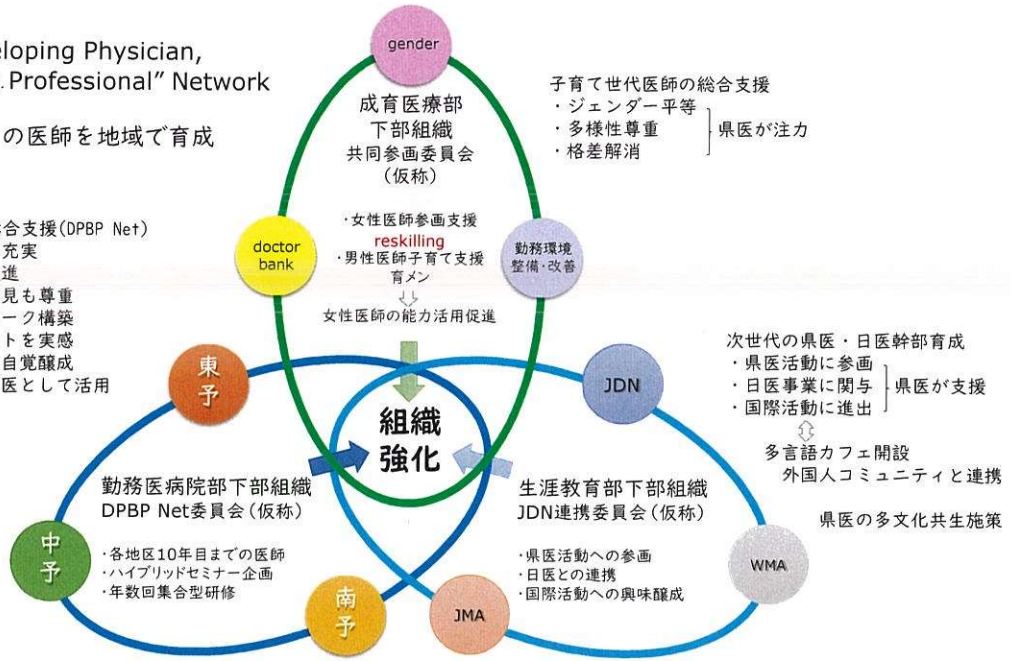 eloping Physician,
Professional” Network
の医師を地域で育成
合支援(DPBP Net)
充実
進
見も尊重
ーク構築
トを実感
自覚醸成
医として活用
gender
成育医療部
下部組織
共同参画委員会
(仮称)
・女性医師参画支援
reskilling
・男性医師子育て支援
育メン
女性医師の能力活用促進
doctor
bank
勤務環境
整備・改善
子育て世代医師の総合支援
・ジェンダー平等
・多様性尊重
・格差解消
県医が注力
組織
強化
東予
中予
南予
勤務医病院部下部組織
DPBP Net委員会(仮称)
・各地区10年目までの医師
・ハイブリッドセミナー企画
・年数回集合型研修
JDN
WMA
JMA
生涯教育部下部組織
JDN連携委員会(仮称)
・県医活動への参画
・日医との連携
・国際活動への興味醸成
次世代の県医・日医幹部育成
・県医活動に参画
・日医事業に関与
・国際活動に進出
県医が支援
多言語カフェ開設
外国人コミュニティと連携
県医の多文化共生施策